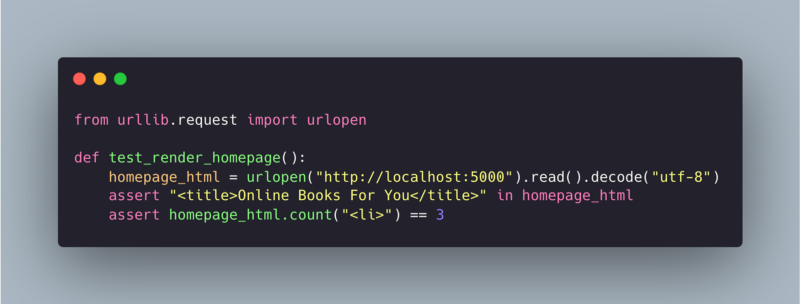 from urllib.request import urlopen
def test_render_homepage():
    homepage_html = urlopen("http://localhost:5000").read().decode("utf-8")
    assert "<title>Online Books For You</title>" in homepage_html
    assert homepage_html.count("<li>") == 3